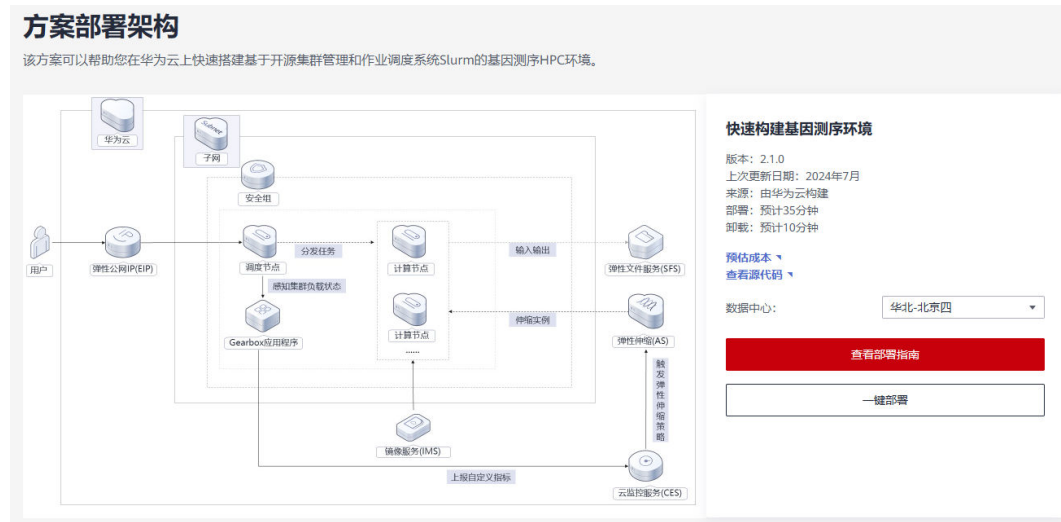 方案部署架构
该方案可以帮助您在华为云上快速搭建基于开源集群管理和作业调度系统Slurm的基因测序HPC环境。
华为云
Subnet
子网
安全组
用户
IP
弹性公网IP(EIP)
调度节点
分发任务
计算节点
输入输出
弹性文件服务(SFS)
感知集群负载状态
Gearbox应用程序
计算节点
......
伸缩实例
弹性伸缩(AS)
触发弹性伸缩策略
镜像服务(IMS)
上报自定义指标
云监控服务(CES)
快速构建基因测序环境
版本：2.1.0
上次更新日期：2024年7月
来源：由华为云构建
部署：预计35分钟
卸载：预计10分钟
预估成本
查看源代码
数据中心：
华北-北京四
查看部署指南
一键部署